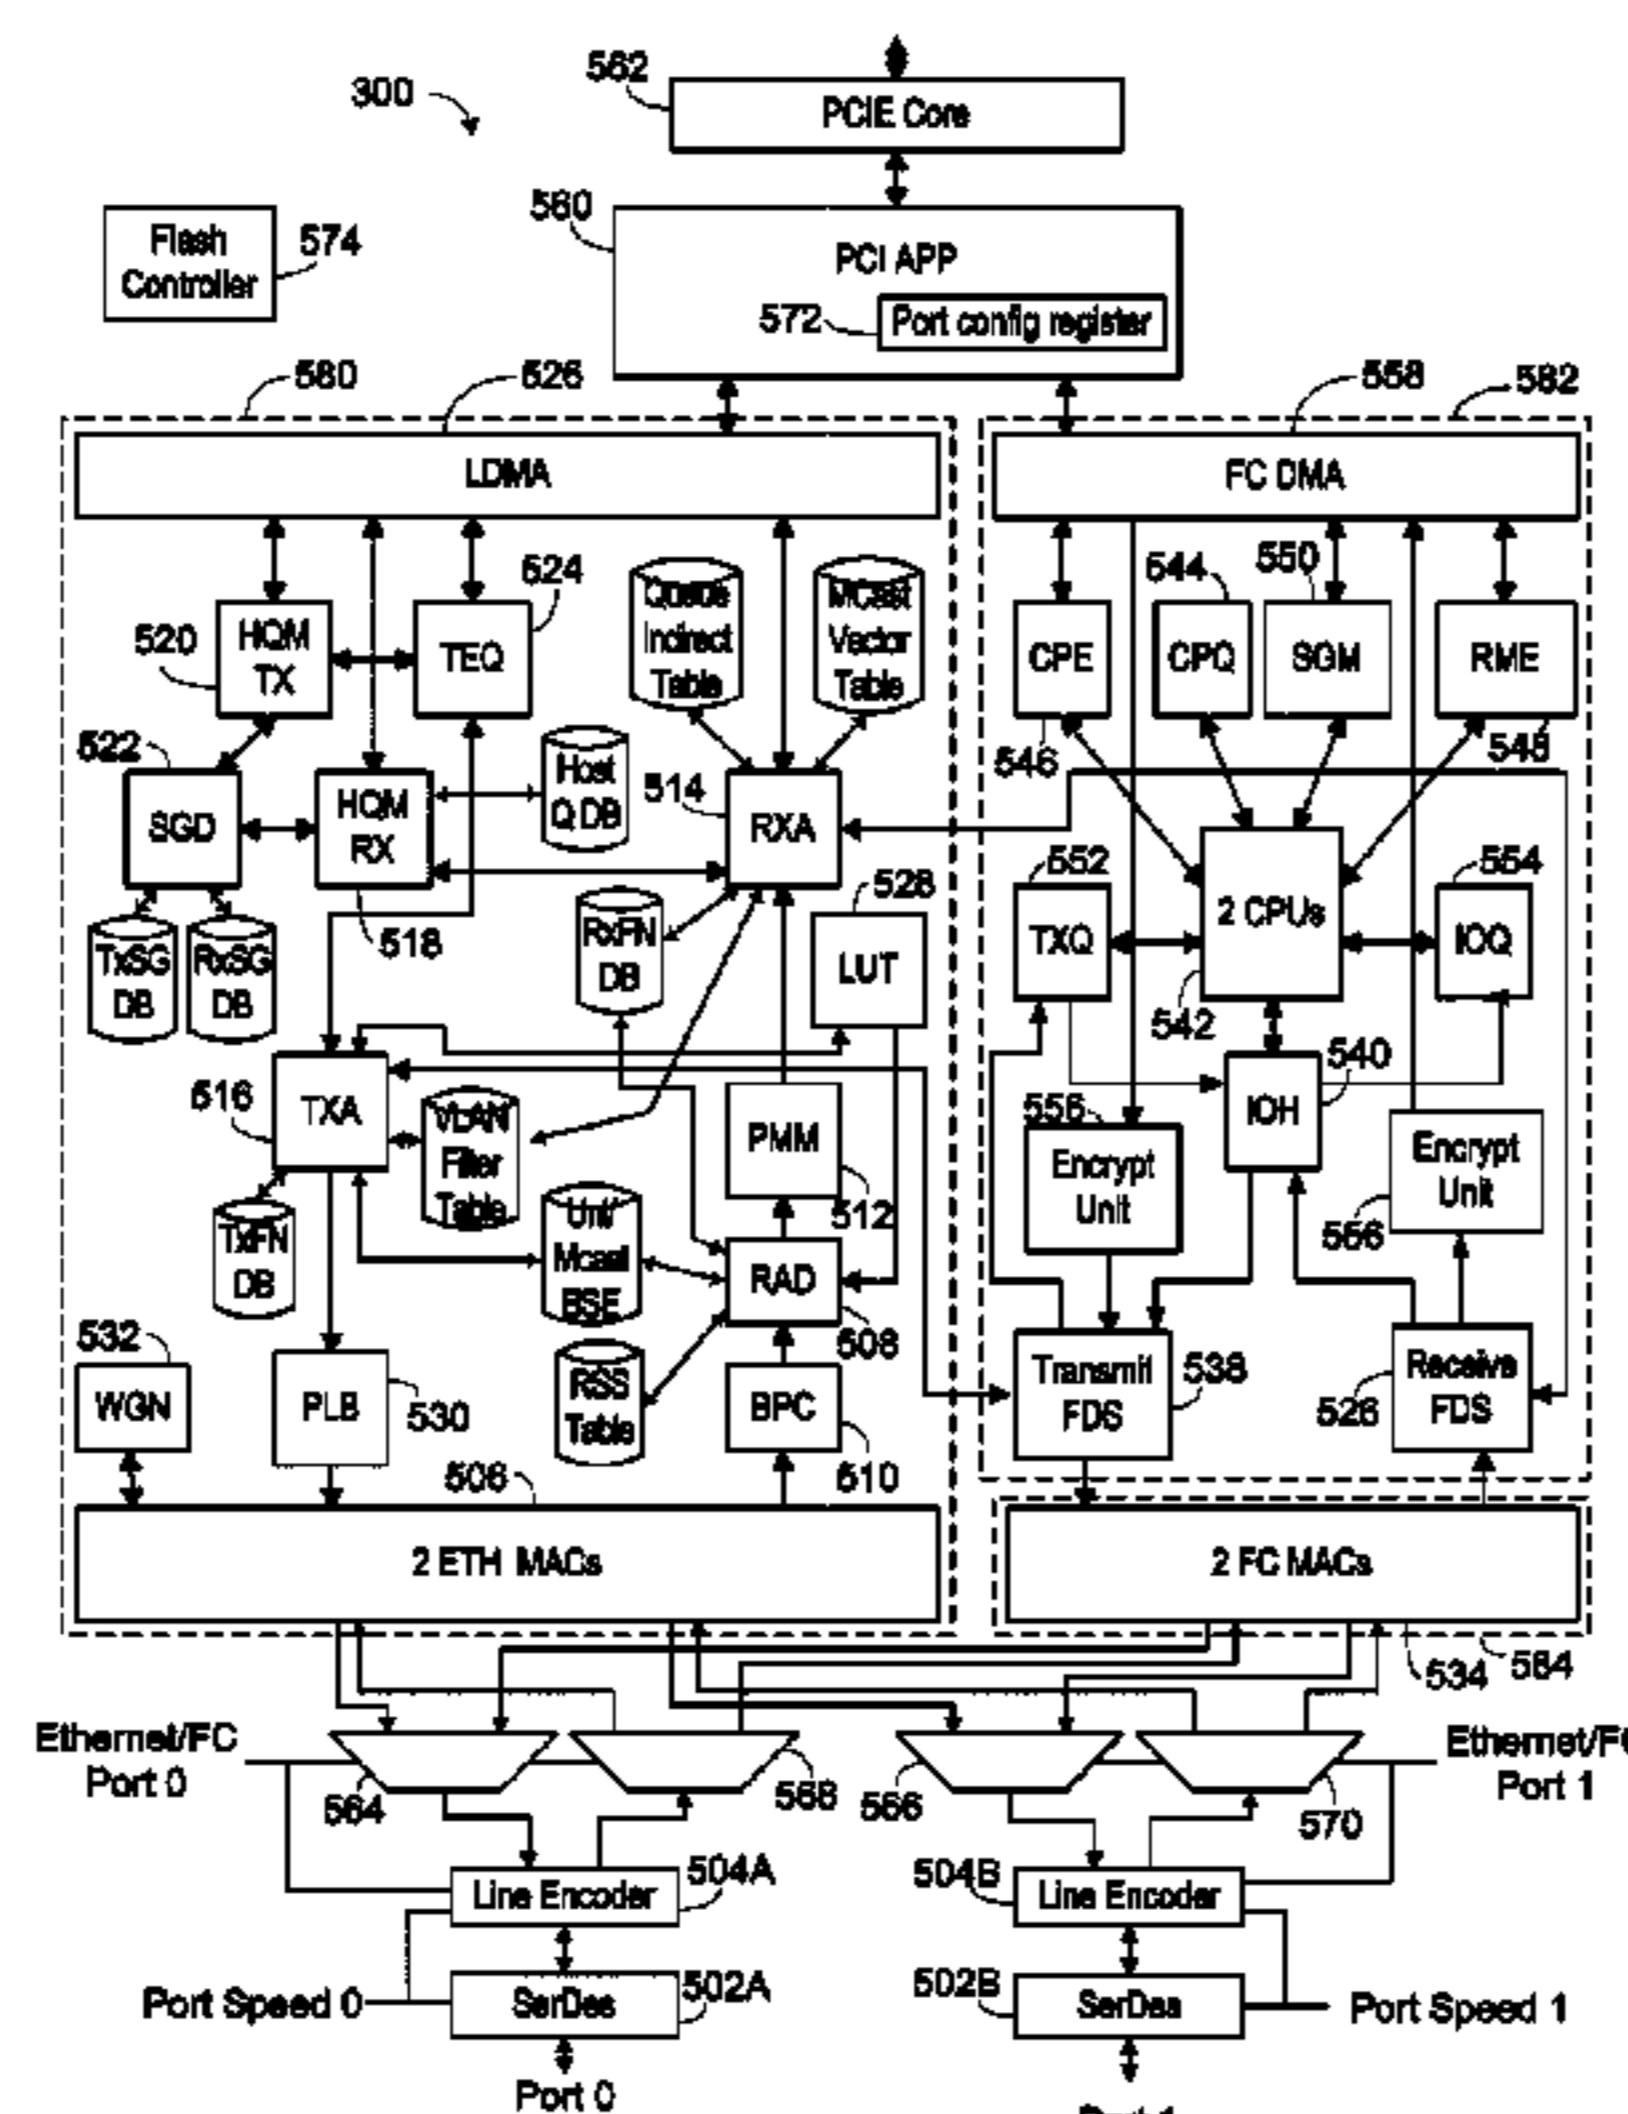 300
562
PCIE Core
560
PCI APP
572
Port config register
Flash
Controller
574
580
526
558
582
LDMA
FC DMA
520
HQM
TX
524
TEQ
Queue
Indirect
Table
MCast
Vector
Table
544
550
CPE
CPQ
SGM
RME
546
548
522
SGD
HQM
RX
518
Host
Q DB
514
RXA
TxSG
DB
RxSG
DB
RxFN
DB
528
LUT
552
TXQ
2 CPUs
542
554
IOQ
516
TXA
VLAN
Filter
Table
PMM
512
556
Encrypt
Unit
540
IOH
Encrypt
Unit
556
TxFN
DB
Uni/
Mcast
BSE
RAD
508
532
WGN
PLB
530
RSS
Table
BPC
510
Transmit
FDS
538
526
Receive
FDS
506
2 ETH MACs
2 FC MACs
534
584
Ethernet/FC
Port 0
564
568
566
570
Ethernet/F
Port 1
504A
Line Encoder
504B
Line Encoder
Port Speed 0
SerDes
502A
502B
SerDes
Port Speed 1
Port 0